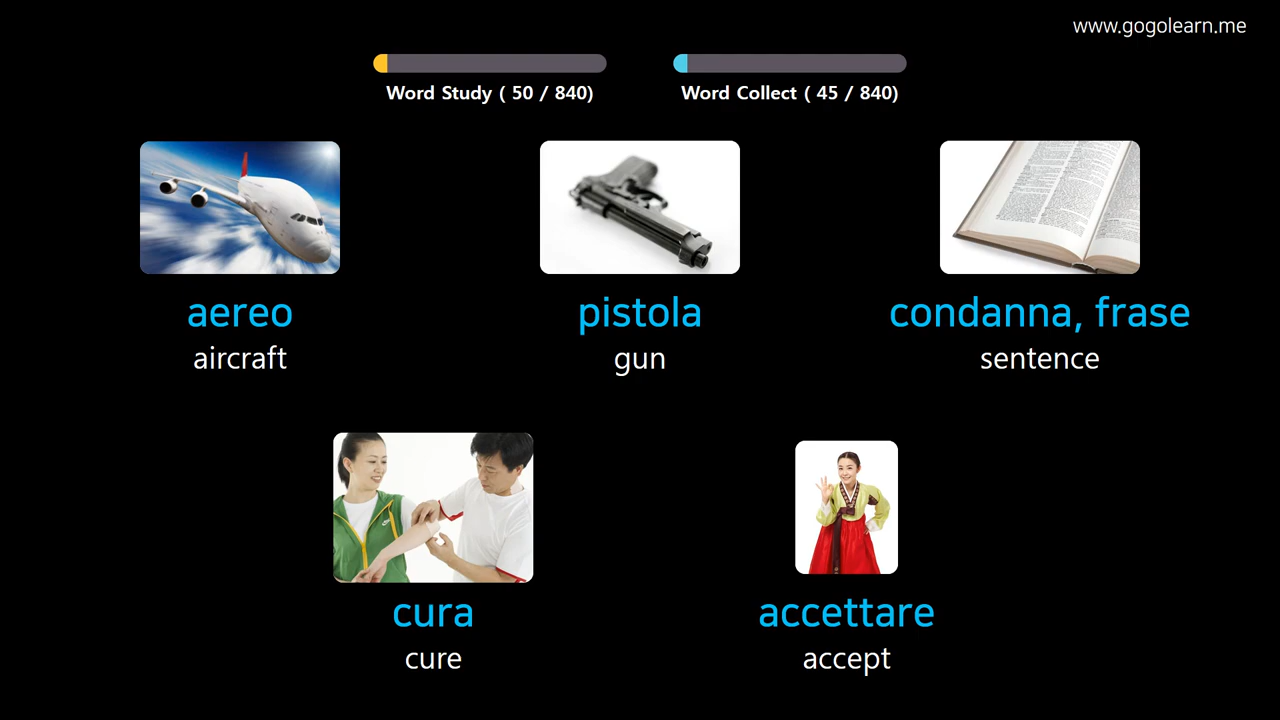 www.gogolearn.me
Word Study ( 50 / 840)
Word Collect ( 45 / 840)
aereo
aircraft
pistola
gun
condanna, frase
sentence
cura
cure
accettare
accept